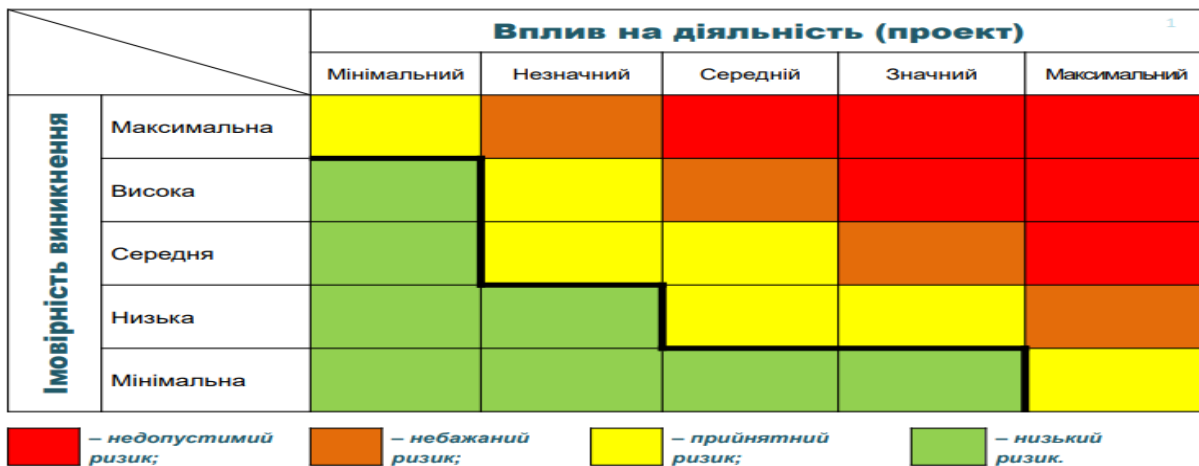 Вплив на діяльність (проект)
1
Мінімальний
Незначний
Середній
Значний
Максимальний
Імовірність виникнення
Максимальна
Висока
Середня
Низька
Мінімальна
– недопустимий
ризик;
– небажаний
ризик;
– прийнятний
ризик;
– низький
ризик.